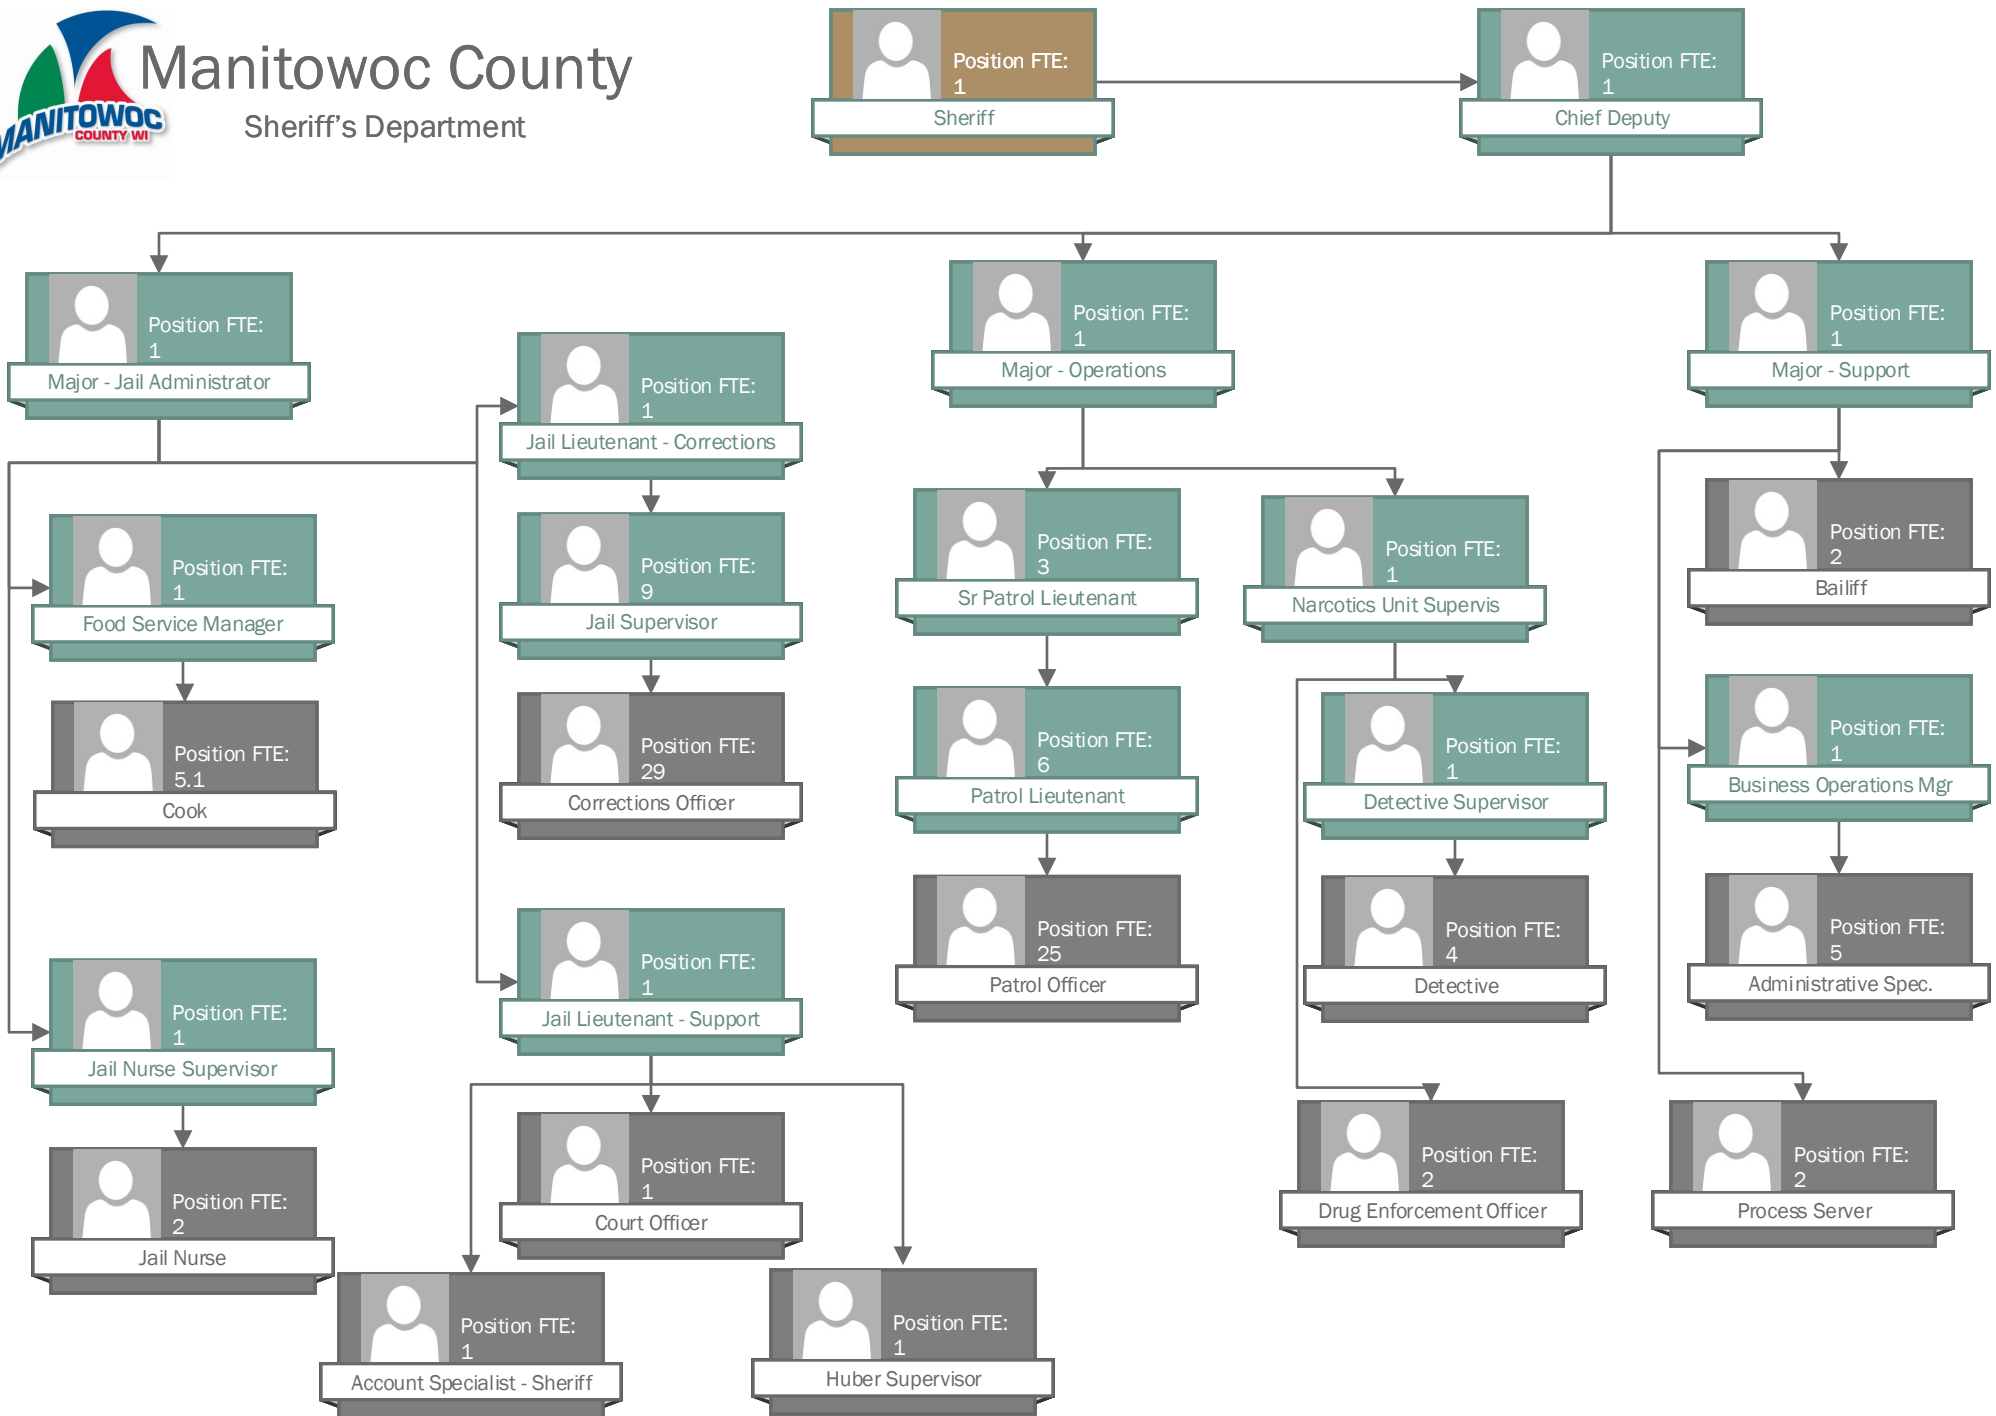 Manitowoc County
Sheriff's Department
MANITOWOC
COUNTY WI
Position FTE:
1
Sheriff
Position FTE:
1
Chief Deputy
Position FTE:
1
Major - Jail Administrator
Position FTE:
1
Food Service Manager
Position FTE:
5.1
Cook
Position FTE:
1
Jail Nurse Supervisor
Position FTE:
2
Jail Nurse
Position FTE:
1
Jail Lieutenant - Corrections
Position FTE:
9
Jail Supervisor
Position FTE:
29
Corrections Officer
Position FTE:
1
Jail Lieutenant - Support
Position FTE:
1
Court Officer
Position FTE:
1
Account Specialist - Sheriff
Position FTE:
1
Huber Supervisor
Position FTE:
1
Major - Operations
Position FTE:
3
Sr Patrol Lieutenant
Position FTE:
6
Patrol Lieutenant
Position FTE:
25
Patrol Officer
Position FTE:
1
Narcotics Unit Supervis
Position FTE:
1
Detective Supervisor
Position FTE:
4
Detective
Position FTE:
2
Drug Enforcement Officer
Position FTE:
1
Major - Support
Position FTE:
2
Bailiff
Position FTE:
1
Business Operations Mgr
Position FTE:
5
Administrative Spec.
Position FTE:
2
Process Server